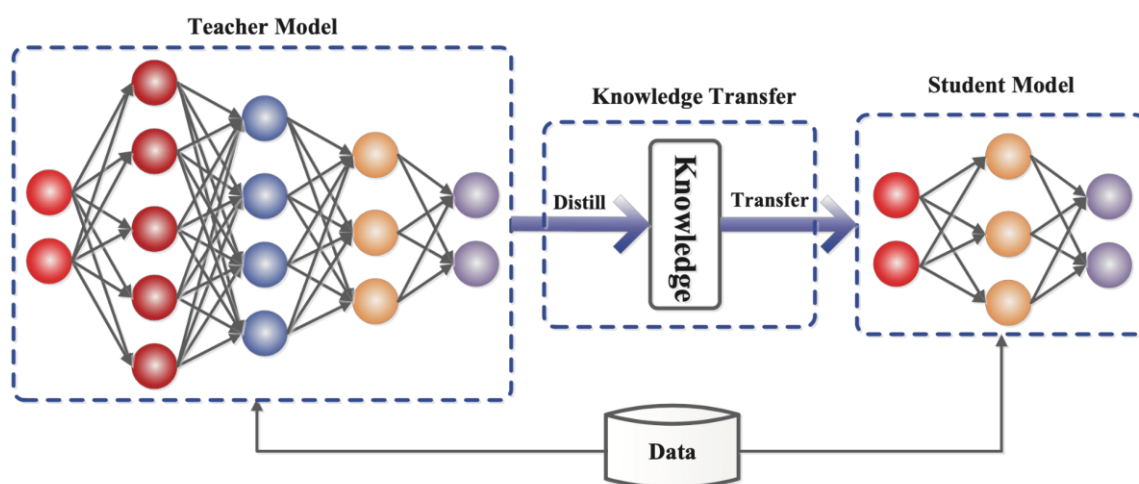 Teacher Model
Knowledge Transfer
Student Model
Distill
Knowledge
Transfer
Data